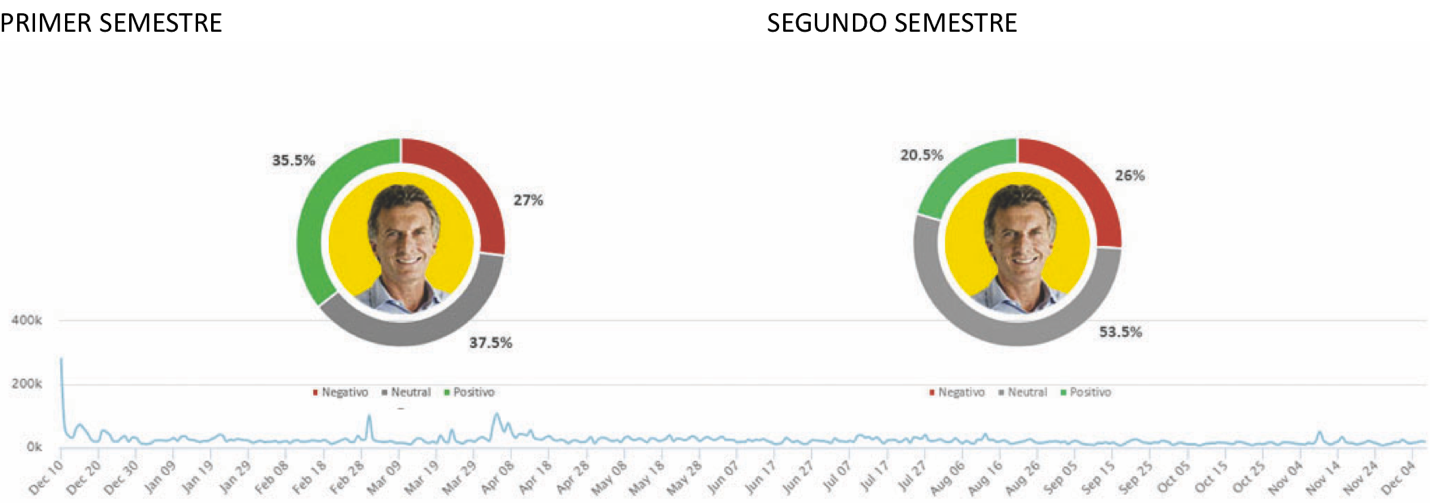 PRIMER SEMESTRE
SEGUNDO SEMESTRE
35.5%
27%
37.5%
20.5%
26%
53.5%
Negativo Neutral Positivo
Negativo Neutral Positivo
400k
200k
0k
Dec 10 Dec 20 Dec 30 Jan 09 Jan 19 Jan 29 Feb 08 Feb 18 Feb 28 Mar 09 Mar 19 Mar 29 Apr 08 Apr 18 Apr 28 May 08 May 18 May 28 Jun 07 Jun 17 Jun 27 Jul 07 Jul 17 Jul 27 Aug 06 Aug 16 Aug 26 Sep 05 Sep 15 Sep 25 Oct 05 Oct 15 Oct 25 Nov 04 Nov 14 Nov 24 Dec 04